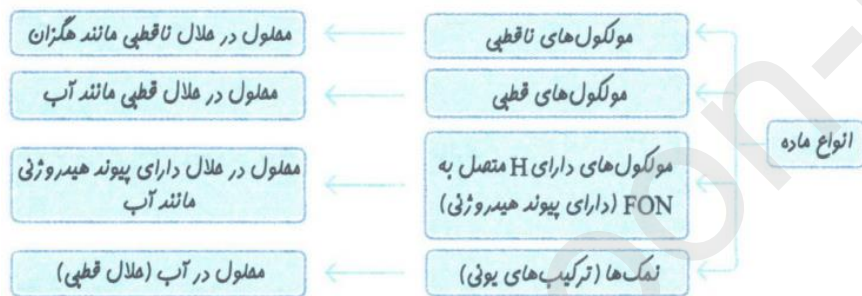 انواع ماده
مولکول‌های ناقطبی
محلول در حلال ناقطبی مانند هگزان
مولکول‌های قطبی
محلول در حلال قطبی مانند آب
مولکول‌های دارای H متصل به
FON (دارای پیوند هیدروژنی)
محلول در حلال دارای پیوند هیدروژنی
مانند آب
نمک‌ها (ترکیب‌های یونی)
محلول در آب (حلال قطبی)